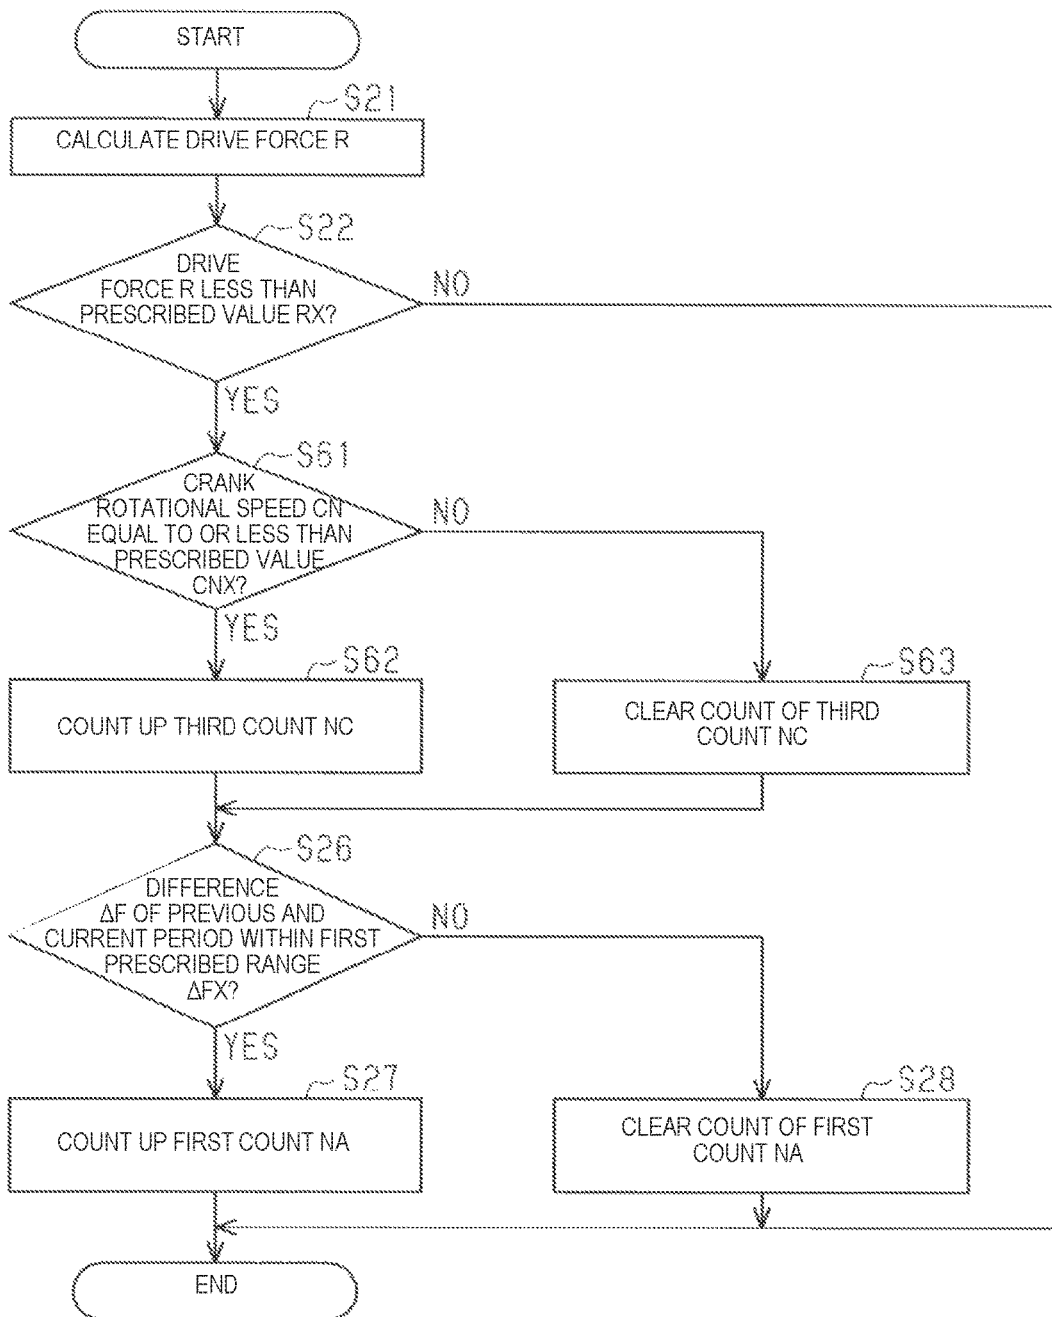 START
S21
CALCULATE DRIVE FORCE R
S22
DRIVE
FORCE R LESS THAN
PRESCRIBED VALUE RX?
NO
YES
S61
CRANK
ROTATIONAL SPEED CN
EQUAL TO OR LESS THAN
PRESCRIBED VALUE
CNX?
NO
YES
S62
COUNT UP THIRD COUNT NC
S63
CLEAR COUNT OF THIRD
COUNT NC
S26
DIFFERENCE
ΔF OF PREVIOUS AND
CURRENT PERIOD WITHIN FIRST
PRESCRIBED RANGE
ΔFX?
NO
YES
S27
COUNT UP FIRST COUNT NA
S28
CLEAR COUNT OF FIRST
COUNT NA
END